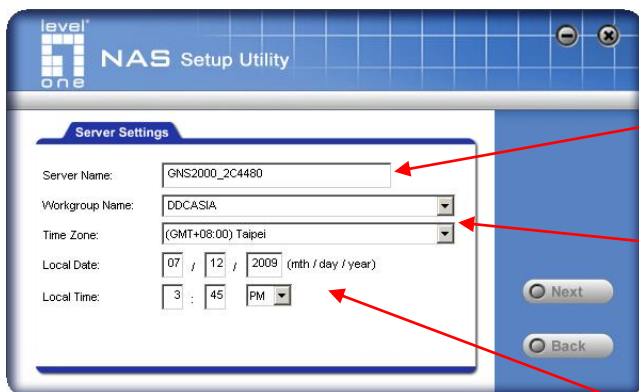 level
one
NAS Setup Utility
Server Settings
Server Name: GNS2000_2C4480
Workgroup Name: DDCASIA
Time Zone: (GMT+08:00) Taipei
Local Date: 07 / 12 / 2009 (mth / day / year)
Local Time: 3 : 45 PM
Next
Back